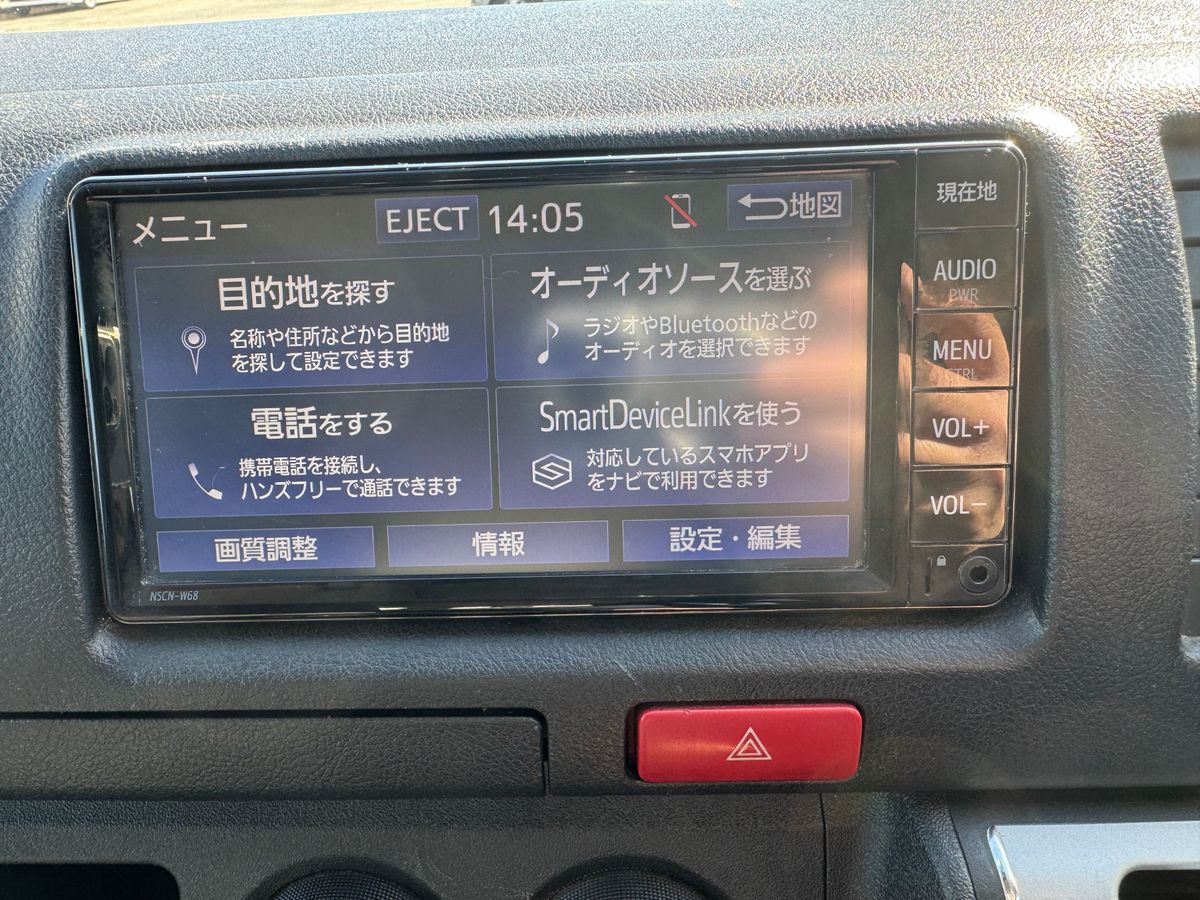 メニュー
EJECT
14:05
地図
目的地を探す
名称や住所などから目的地
を探して設定できます
オーディオソースを選ぶ
ラジオやBluetoothなどの
オーディオを選択できます
電話をする
携帯電話を接続し、
ハンズフリーで通話できます
SmartDeviceLinkを使う
対応しているスマホアプリ
をナビで利用できます
画質調整
情報
設定・編集
NSCN-W68
現在地
AUDIO
PWR
MENU
CTRL
VOL+
VOL−